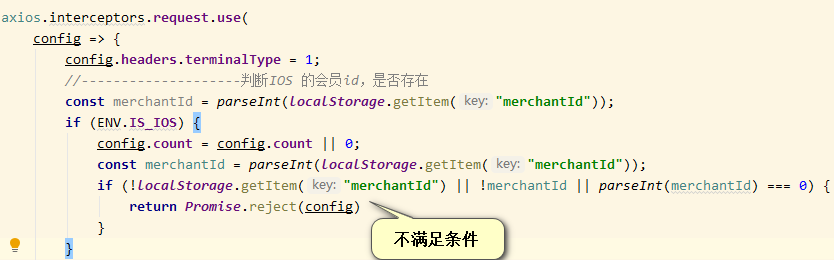 axios.interceptors.request.use(
config => {
config.headers.terminalType = 1;
//--------------------判断IOS 的会员id，是否存在
const merchantId = parseInt(localStorage.getItem( key: "merchantId"));
if (ENV.IS_IOS) {
config.count = config.count || 0;
const merchantId = parseInt(localStorage.getItem( key: "merchantId"));
if (!localStorage.getItem( key: "merchantId") || !merchantId || parseInt(merchantId) === 0) {
return Promise.reject(config)
不满足条件
}
}